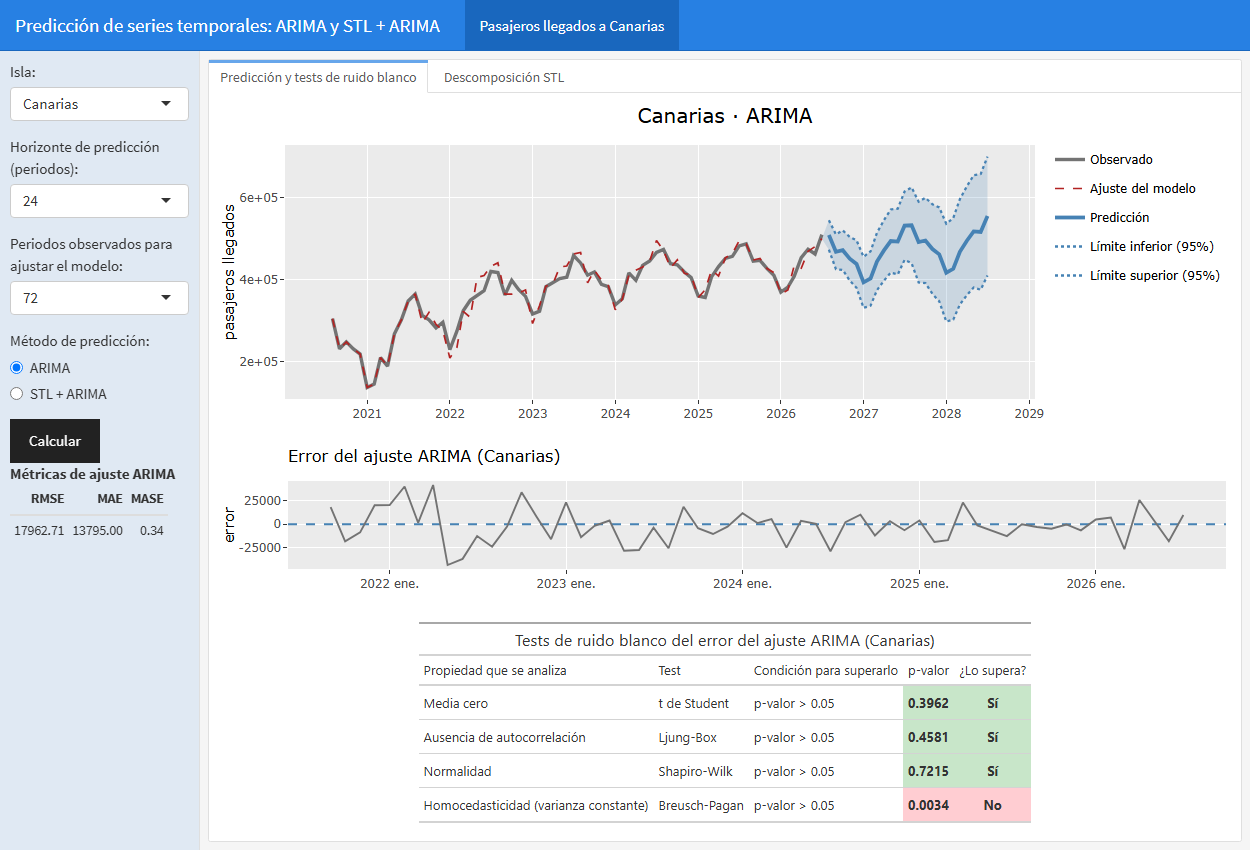 Predicción de series temporales: ARIMA y STL + ARIMA
Pasajeros llegados a Canarias
Isla:
Canarias
Horizonte de predicción
(periodos):
24
Periodos observados para
ajustar el modelo:
72
Método de predicción:
ARIMA
STL + ARIMA
Calcular
Métricas de ajuste ARIMA
RMSE MAE MASE
17962.71 13795.00 0.34
Predicción y tests de ruido blanco
Descomposición STL
Canarias · ARIMA
pasajeros llegados
6e+05
4e+05
2e+05
2021 2022 2023 2024 2025 2026 2027 2028 2029
Observado
Ajuste del modelo
Predicción
Límite inferior (95%)
Límite superior (95%)
Error del ajuste ARIMA (Canarias)
error
25000
0
-25000
2022 ene. 2023 ene. 2024 ene. 2025 ene. 2026 ene.
Tests de ruido blanco del error del ajuste ARIMA (Canarias)
Propiedad que se analiza Test Condición para superarlo p-valor ¿Lo supera?
Media cero t de Student p-valor > 0.05 0.3962 Sí
Ausencia de autocorrelación Ljung-Box p-valor > 0.05 0.4581 Sí
Normalidad Shapiro-Wilk p-valor > 0.05 0.7215 Sí
Homocedasticidad (varianza constante) Breusch-Pagan p-valor > 0.05 0.0034 No